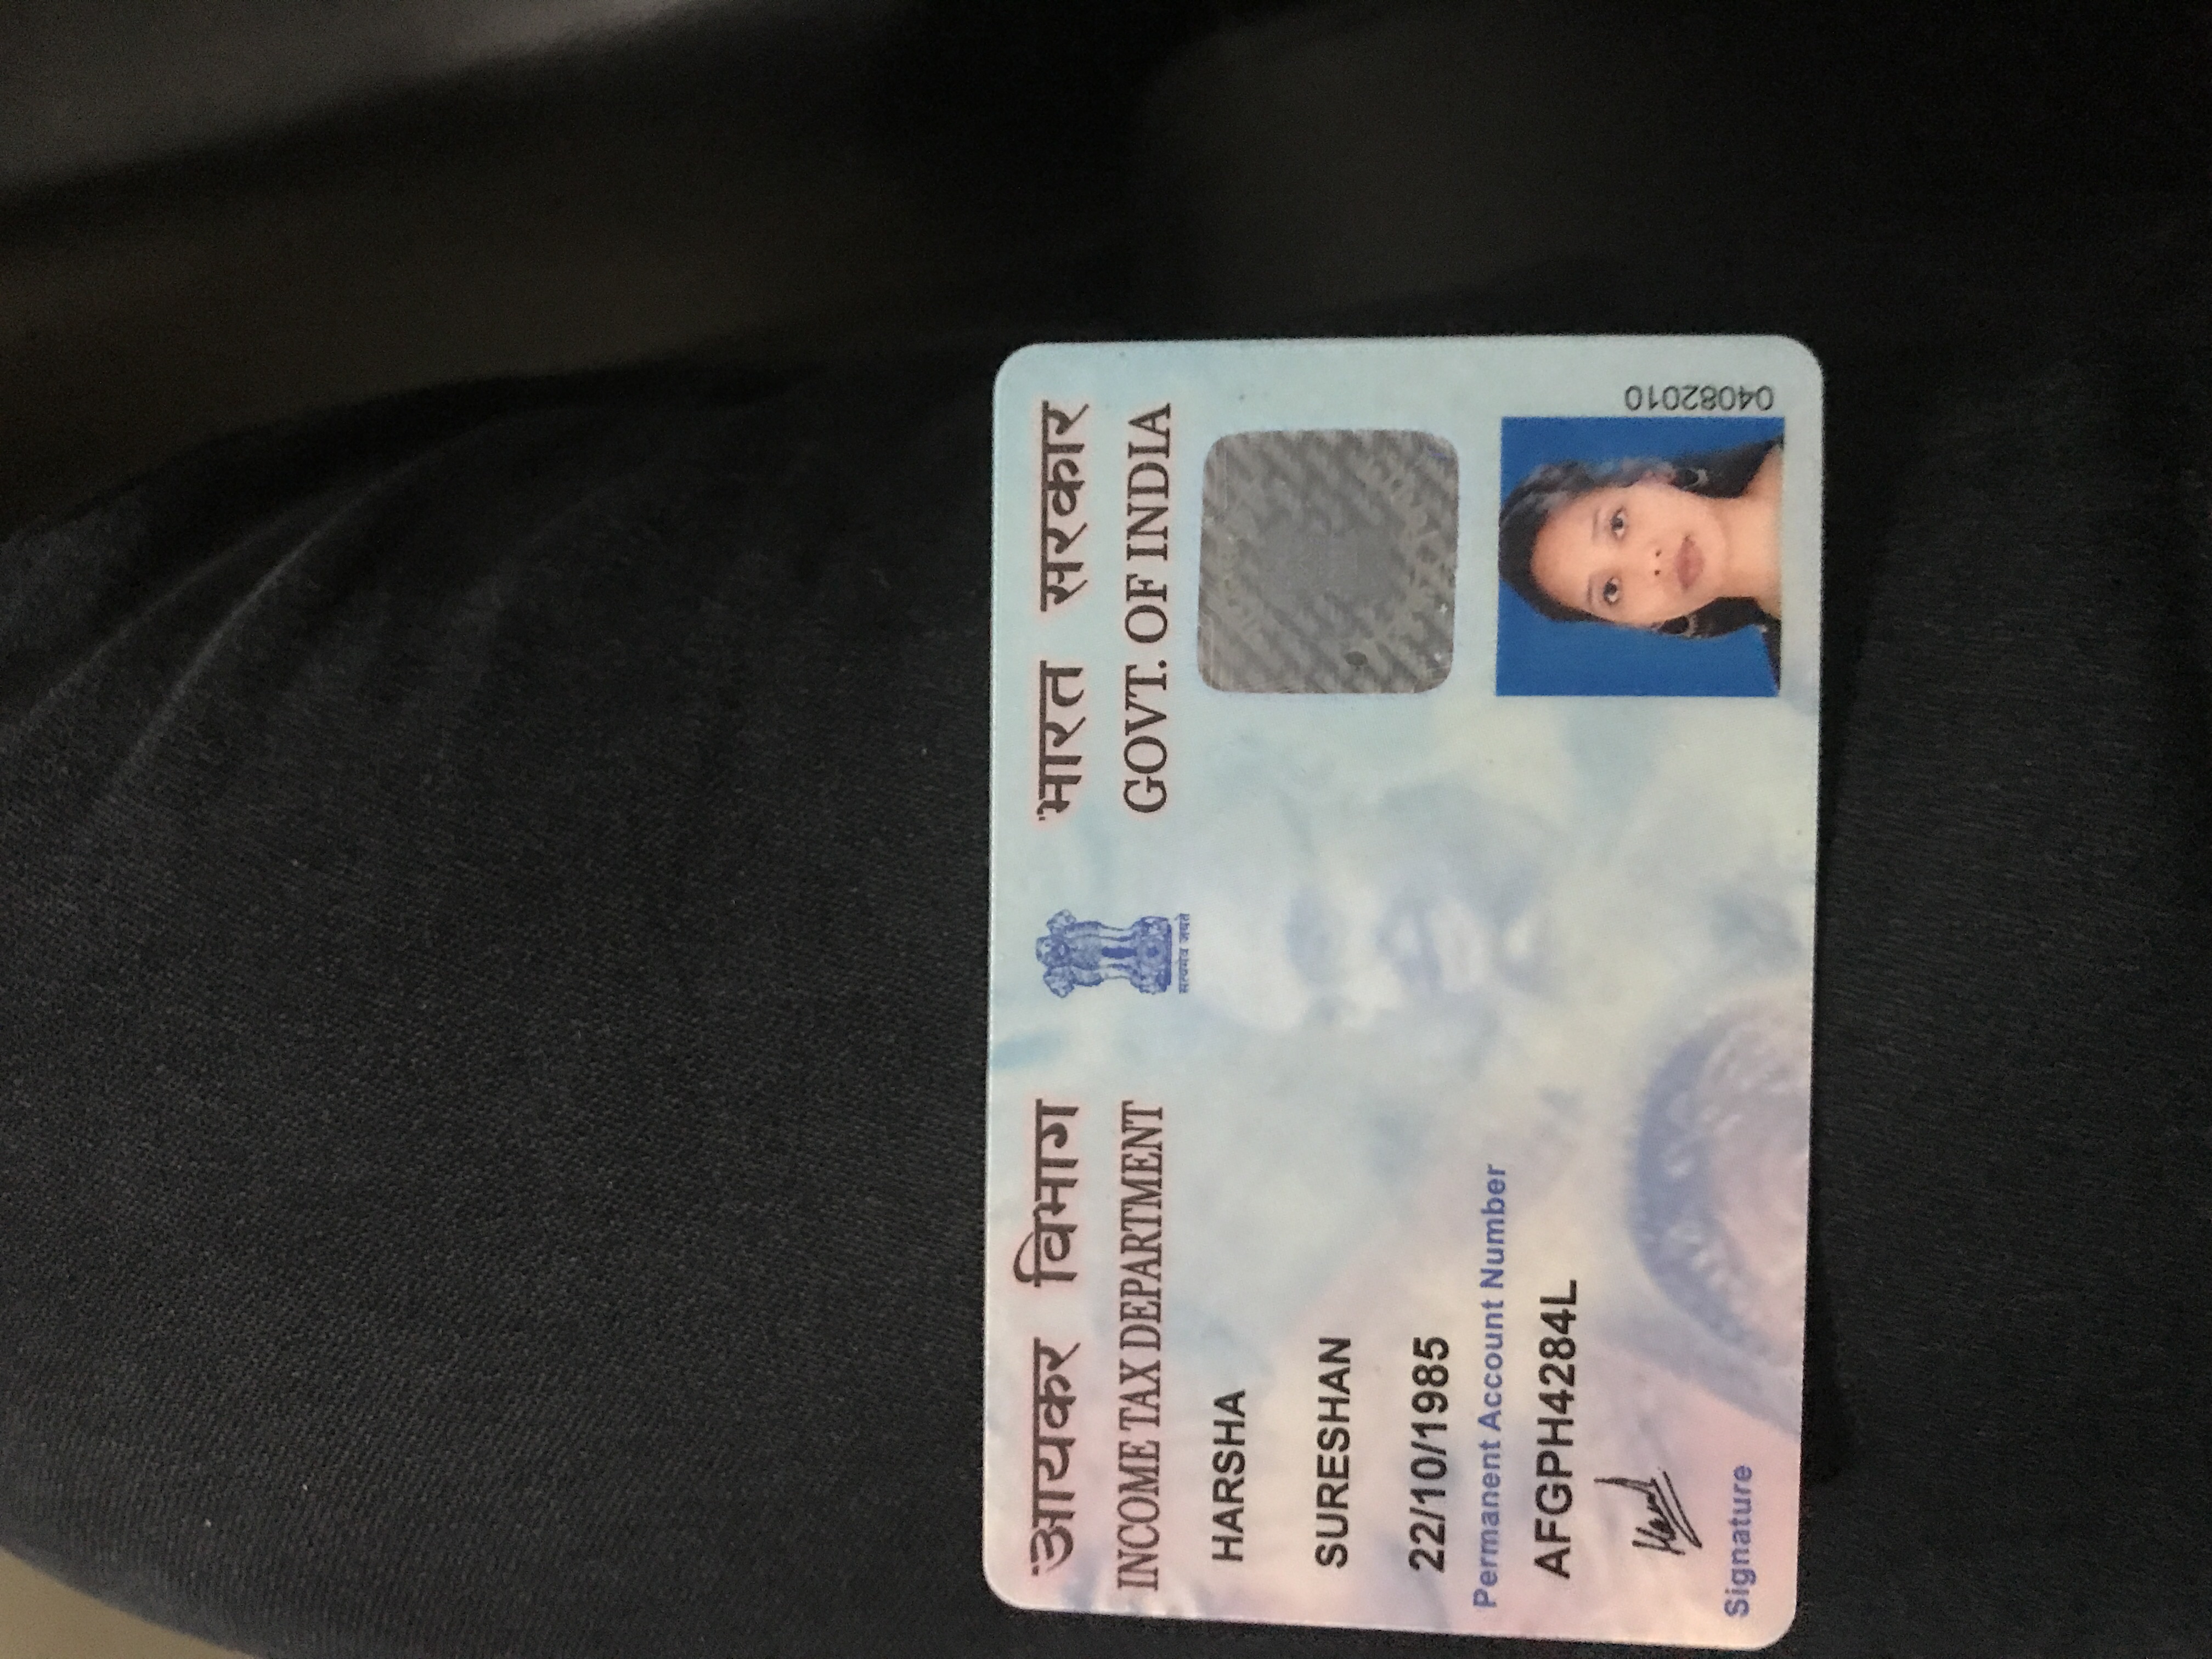 आयकर विभाग
INCOME TAX DEPARTMENT
भारत सरकार
GOVT. OF INDIA
सत्यमेव जयते
HARSHA
SURESHAN
22/10/1985
Permanent Account Number
AFGPH4284L
Signature
04082010